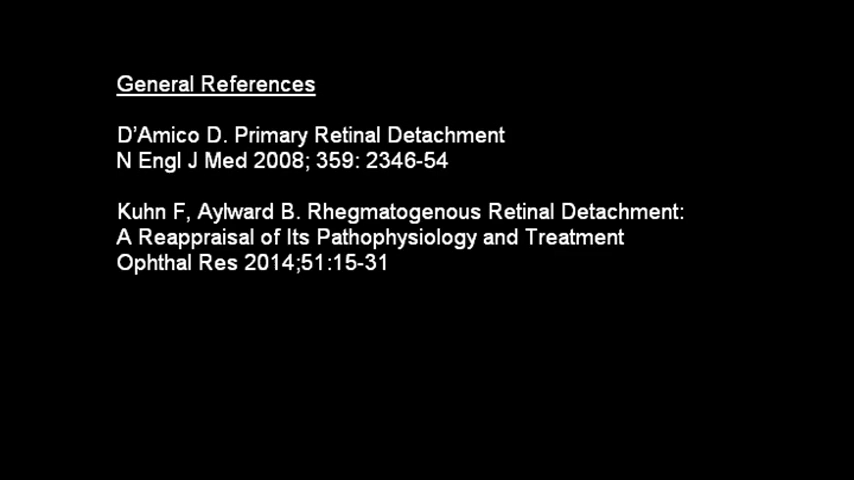 General References
D’Amico D. Primary Retinal Detachment
N Engl J Med 2008; 359: 2346-54
Kuhn F, Aylward B. Rhegmatogenous Retinal Detachment:
A Reappraisal of Its Pathophysiology and Treatment
Ophthal Res 2014;51:15-31